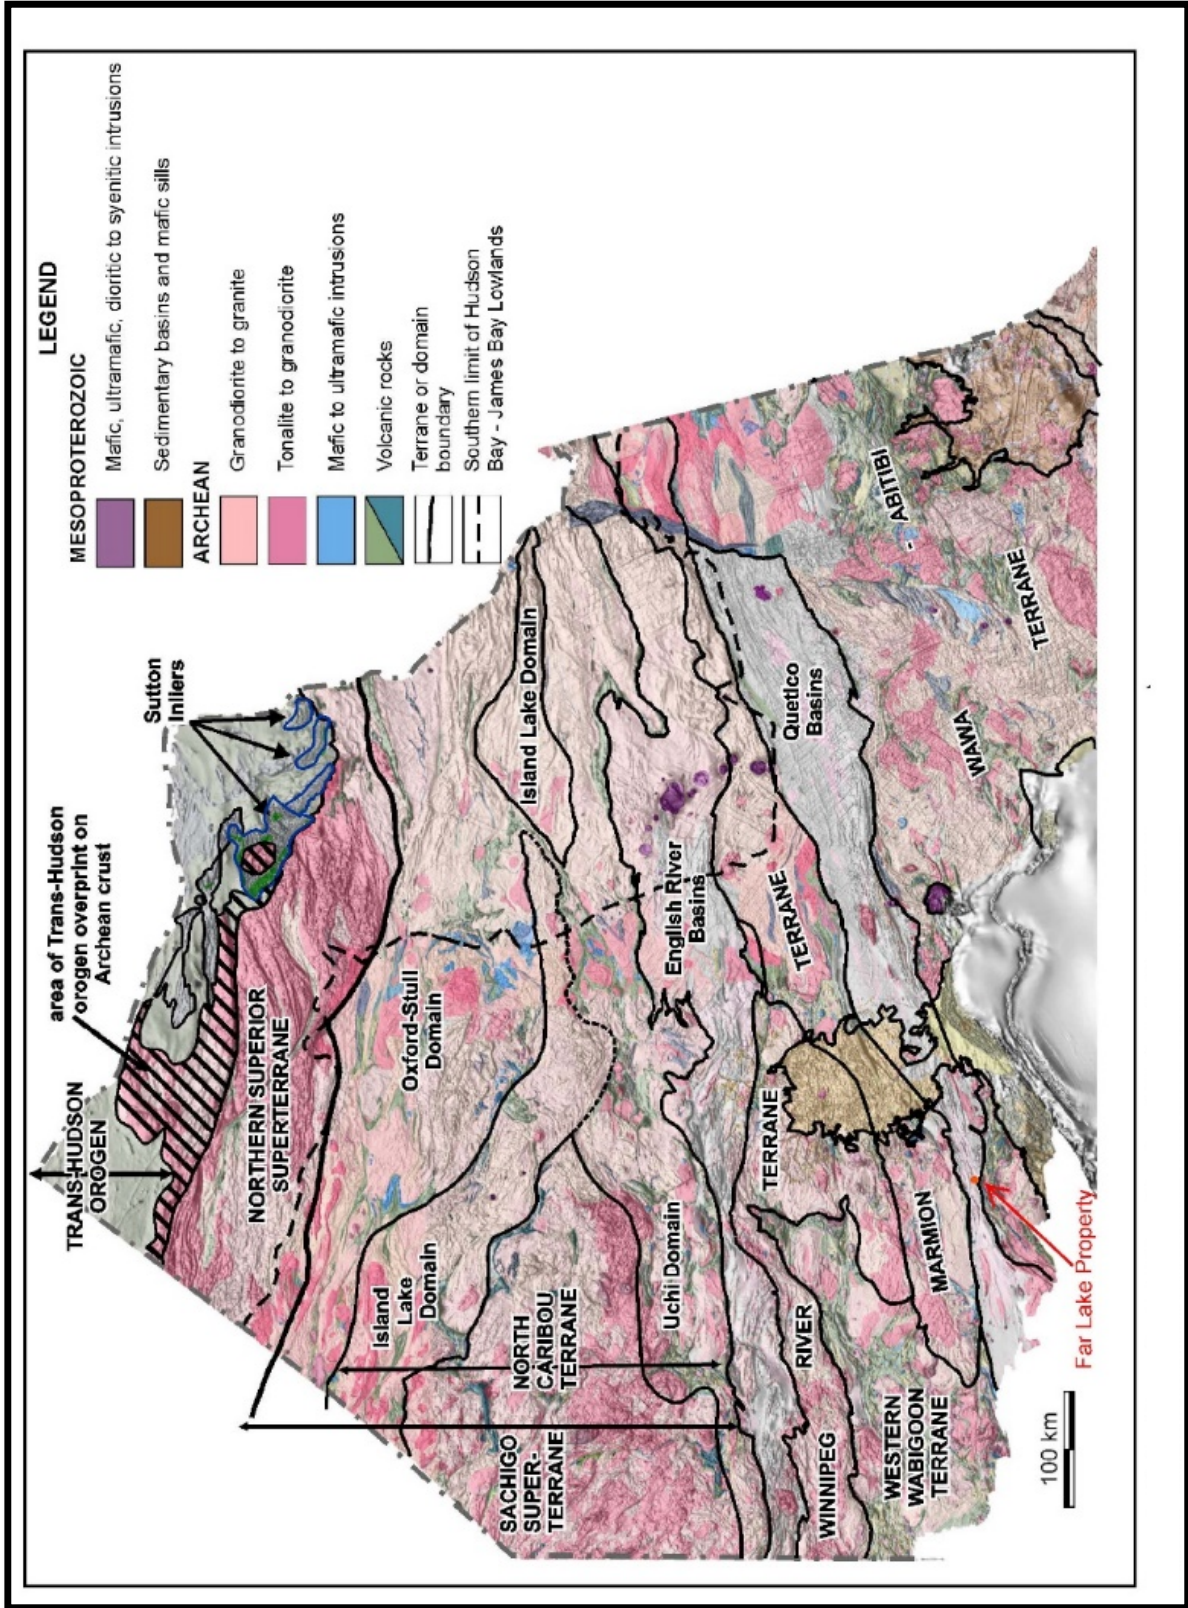 LEGEND
MESOPROTEROZOIC
Mafic, ultramafic, dioritic to syenitic intrusions
Sedimentary basins and mafic sills
ARCHEAN
Granodiorite to granite
Tonalite to granodiorite
Mafic to ultramafic intrusions
Volcanic rocks
Terrane or domain
boundary
Southern limit of Hudson
Bay - James Bay Lowlands
TRANS-HUDSON
OROGEN
area of Trans-Hudson
orogen overprint on
Archean crust
Sutton
Inliers
NORTHERN SUPERIOR
SUPERTERRANE
Oxford-Stull
Domain
Island Lake Domain
Island
Lake
Domain
NORTH
CARIBOU
TERRANE
SACHIGO
SUPER-
TERRANE
Uchi Domain
English River
Basins
WINNIPEG
RIVER
TERRANE
TERRANE
WESTERN
WABIGOON
TERRANE
MARMION
Quetico
Basins
WAWA
- ABITIBI
TERRANE
Far Lake Property
100 km